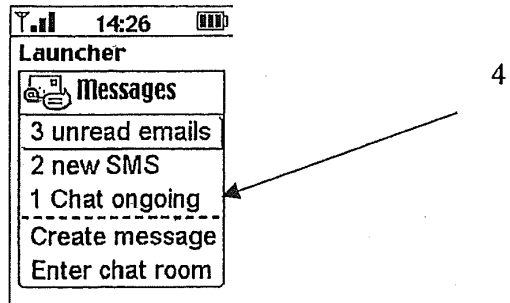 14:26
Launcher
@ Messages
3 unread emails
2 new SMS
1 Chat ongoing
Create message
Enter chat room
4